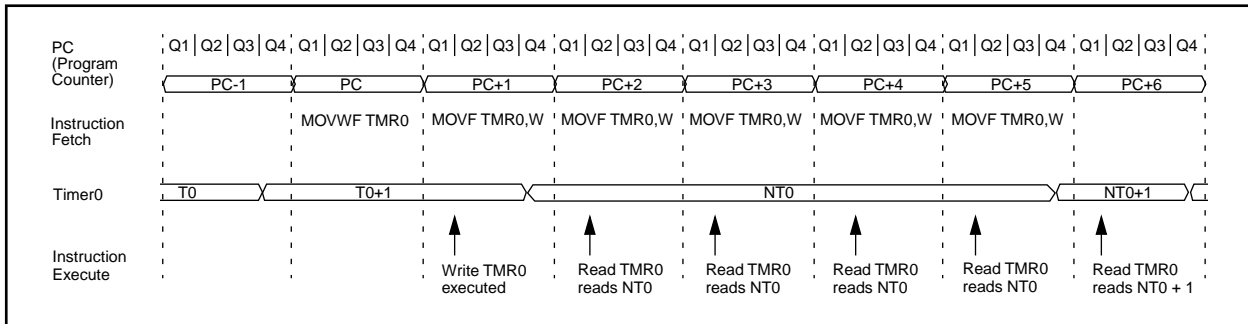 PC
(Program
Counter)
Q1 Q2 Q3 Q4 Q1 Q2 Q3 Q4 Q1 Q2 Q3 Q4 Q1 Q2 Q3 Q4 Q1 Q2 Q3 Q4 Q1 Q2 Q3 Q4 Q1 Q2 Q3 Q4 Q1 Q2 Q3 Q4
PC-1 PC PC+1 PC+2 PC+3 PC+4 PC+5 PC+6
Instruction
Fetch
MOVWF TMR0 MOVF TMR0,W MOVF TMR0,W MOVF TMR0,W MOVF TMR0,W MOVF TMR0,W
Timer0
T0 T0+1 NT0 NT0+1
Instruction
Execute
Write TMR0
executed
Read TMR0
reads NT0
Read TMR0
reads NT0
Read TMR0
reads NT0
Read TMR0
reads NT0
Read TMR0
reads NT0 + 1